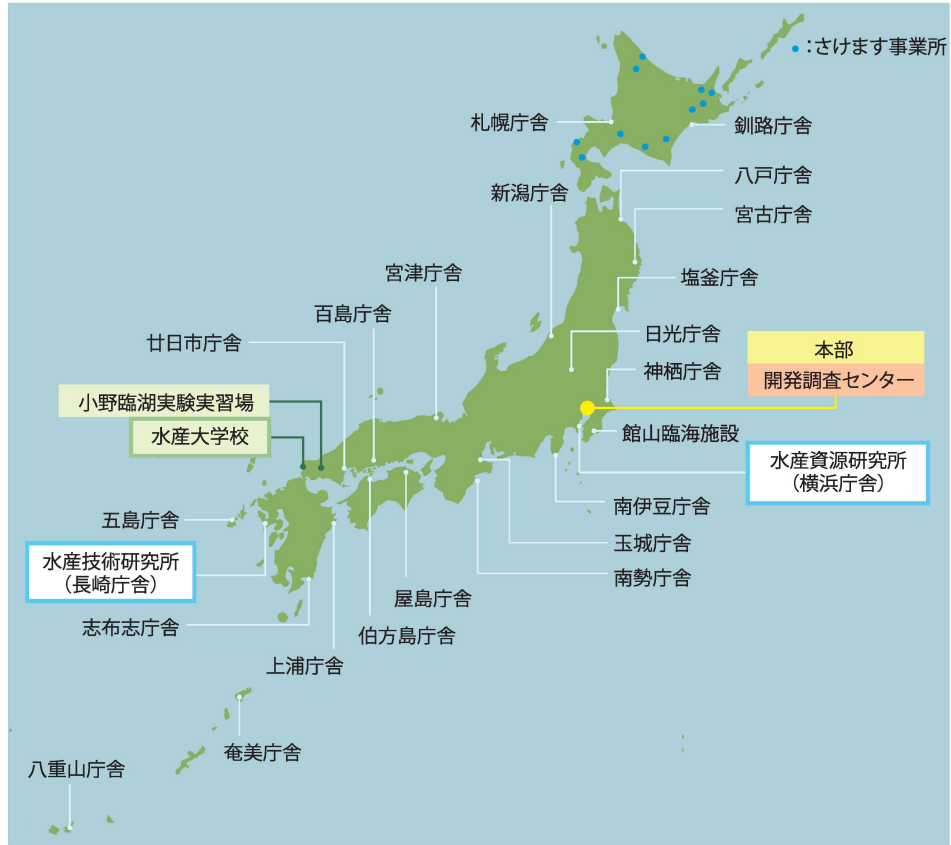 ：さけます事業所
札幌庁舎
釧路庁舎
八戸庁舎
新潟庁舎
宮古庁舎
宮津庁舎
塩釜庁舎
百島庁舎
日光庁舎
廿日市庁舎
本部
神栖庁舎
開発調査センター
小野臨湖実験実習場
館山臨海施設
水産大学校
水産資源研究所
（横浜庁舎）
南伊豆庁舎
五島庁舎
玉城庁舎
水産技術研究所
（長崎庁舎）
南勢庁舎
屋島庁舎
志布志庁舎
伯方島庁舎
上浦庁舎
奄美庁舎
八重山庁舎